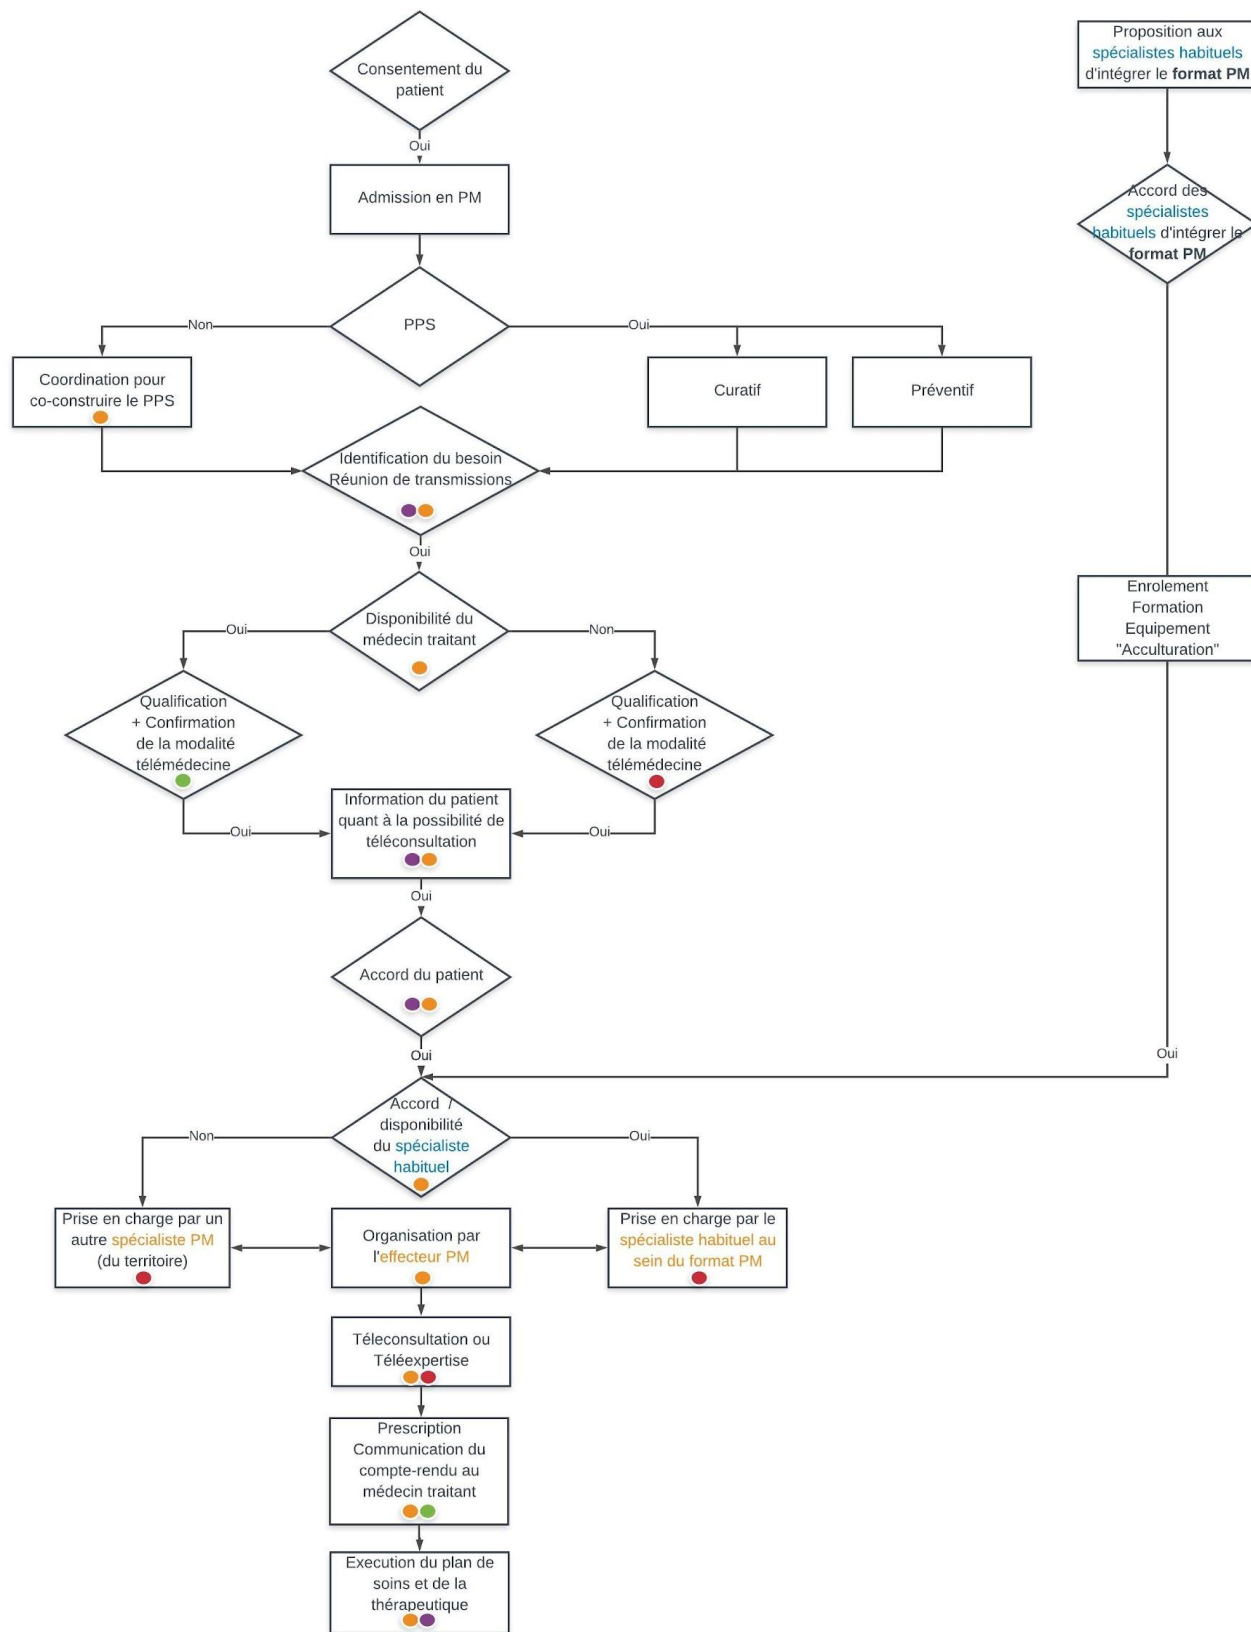 Consentement du
patient
Oui
Admission en PM
PPS
Non
Oui
Coordination pour
co-construire le PPS
Curatif
Préventif
Identification du besoin
Réunion de transmissions
Oui
Disponibilité du
médecin traitant
Oui
Non
Qualification
+ Confirmation
de la modalité
télémédecine
Qualification
+ Confirmation
de la modalité
télémédecine
Oui
Oui
Information du patient
quant à la possibilité de
téléconsultation
Oui
Accord du patient
Oui
Proposition aux
spécialistes habituels
d'intégrer le format PM
Accord des
spécialistes
habituels d'intégrer le
format PM
Enrolement
Formation
Equipement
"Acculturation"
Oui
Accord /
disponibilité
du spécialiste
habituel
Non
Oui
Prise en charge par un
autre spécialiste PM
(du territoire)
Organisation par
l'effecteur PM
Prise en charge par le
spécialiste habituel au
sein du format PM
Téleconsultation ou
Téléexpertise
Prescription
Communication du
compte-rendu au
médecin traitant
Execution du plan de
soins et de la
thérapeutique